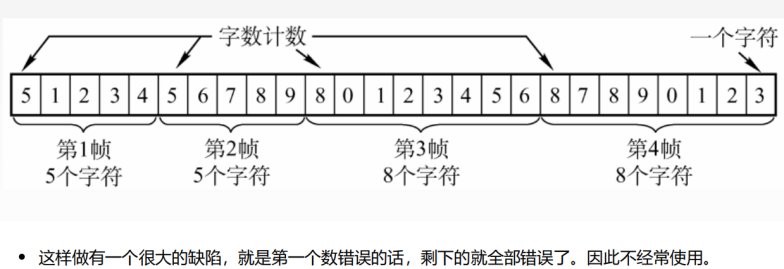 字数计数
一个字符
5 1 2 3 4 5 6 7 8 9 8 0 1 2 3 4 5 6 8 7 8 9 0 1 2 3
第1帧 第2帧 第3帧 第4帧
5个字符 5个字符 8个字符 8个字符
这样做有一个很大的缺陷，就是第一个数错误的话，剩下的就全部错误了。因此不经常使用。